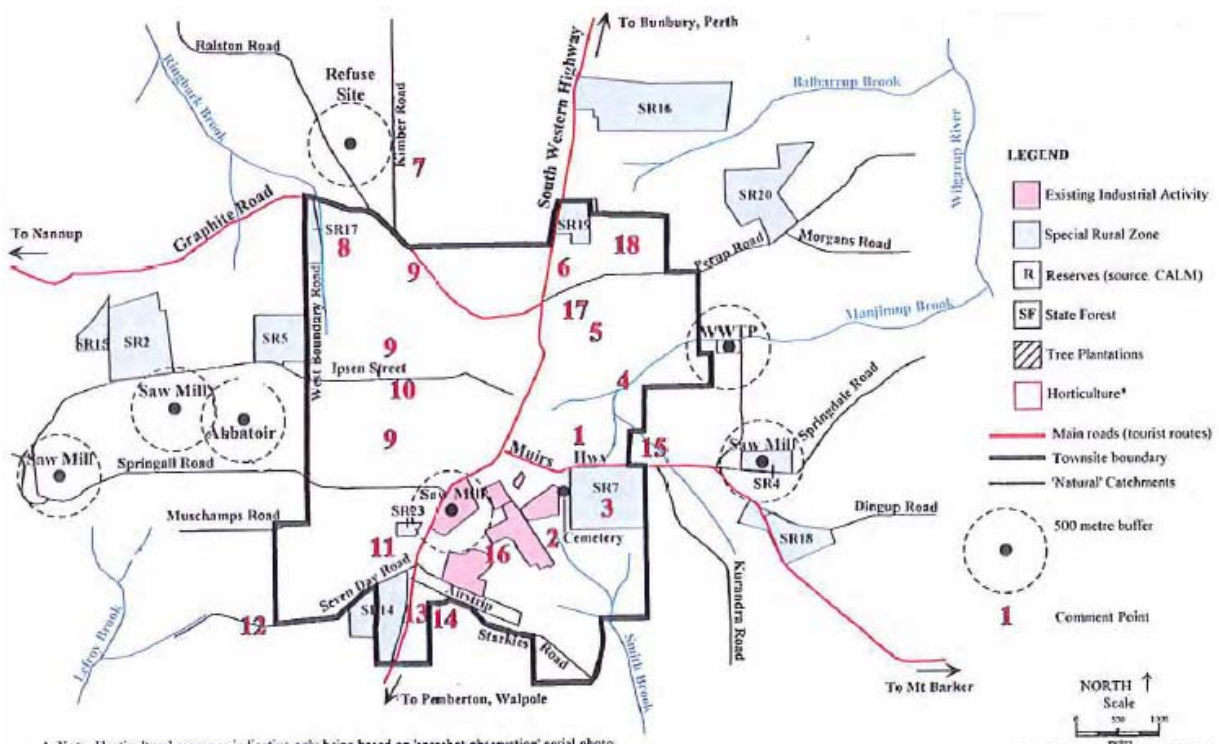 To Bunbury, Perth
Ralston Road
Ringbark Brook
Refuse
Site
Kimber Road
7
South Western Highway
SR16
Balbarrup Brook
Wilgarup River
SR20
Morgans Road
Perup Road
To Nannup
Graphite Road
SR17
8
9
SR19
18
6
17
5
Manjimup Brook
WWTP
SR15
SR2
SR5
West Boundary Road
9
Ipsen Street
10
4
Saw Mill
Abbatoir
Saw Mill
Springall Road
9
1
Muirs
Hwy
15
Springdale Road
Saw Mill
SR4
SR7
3
Muschamps Road
SR23
Saw Mill
11
16
2
Cemetery
Dingup Road
SR18
Kurandra Road
Seven Day Road
SR14
13
14
Airstrip
Starkies
Road
12
Lefroy Brook
Smith Brook
To Pemberton, Walpole
To Mt Barker
LEGEND
Existing Industrial Activity
Special Rural Zone
R Reserves (source CALM)
SF State Forest
Tree Plantations
Horticulture*
Main roads (tourist routes)
Townsite boundary
'Natural' Catchments
500 metre buffer
1 Comment Point
NORTH
Scale
0 500